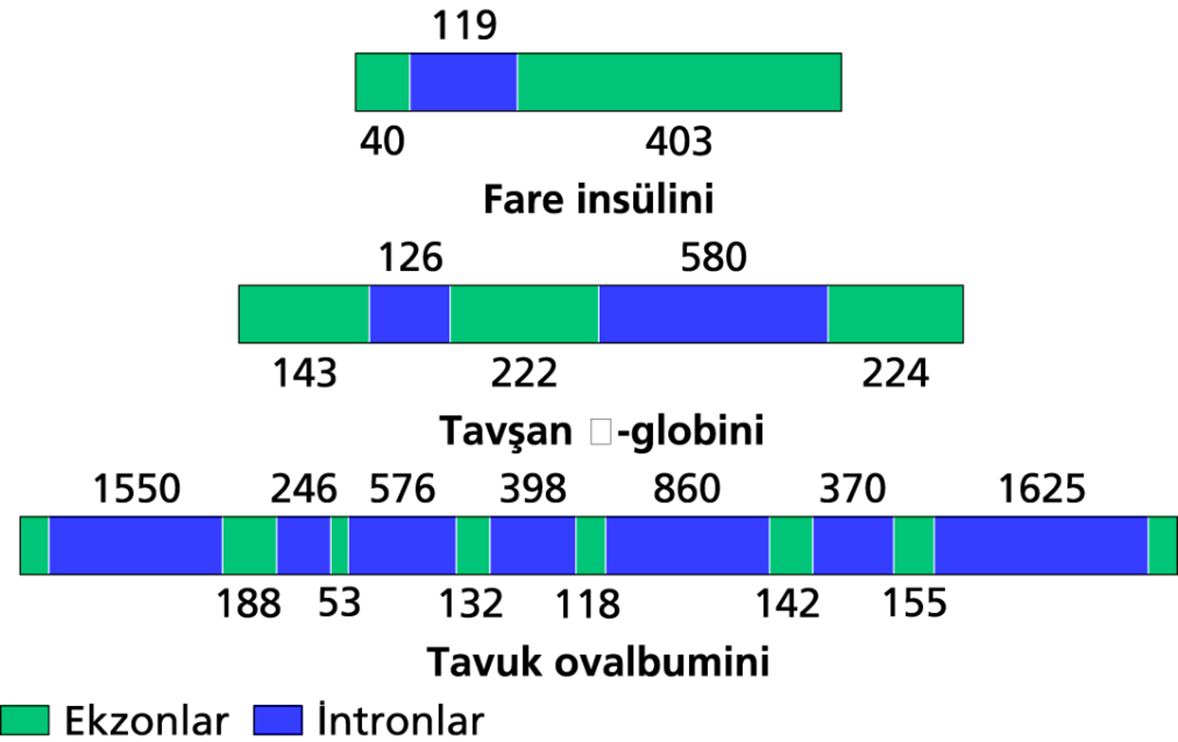 119
40 403
Fare insülini
126 580
143 222 224
Tavşan □-globini
1550 246 576 398 860 370 1625
188 53 132 118 142 155
Tavuk ovalbumini
Ekzonlar İntronlar